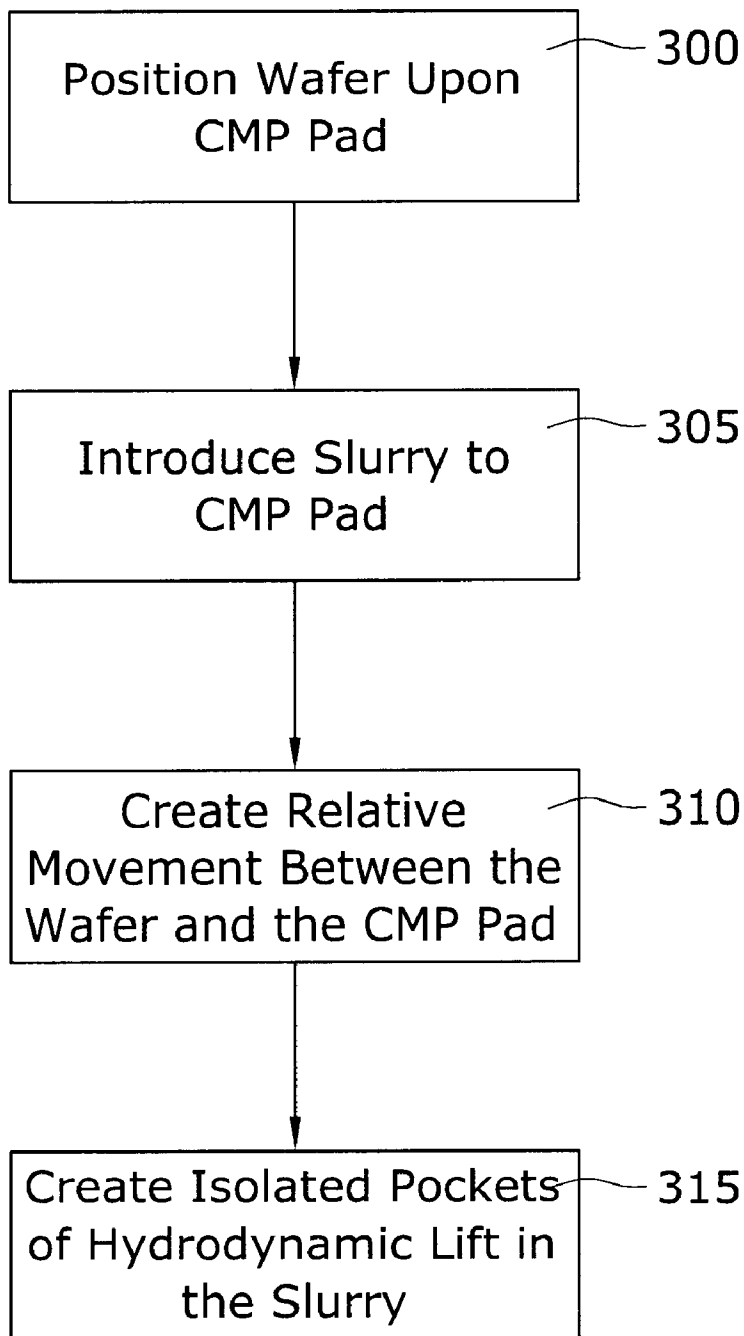 Position Wafer Upon
CMP Pad
300
Introduce Slurry to
CMP Pad
305
Create Relative
Movement Between the
Wafer and the CMP Pad
310
Create Isolated Pockets
of Hydrodynamic Lift in
the Slurry
315